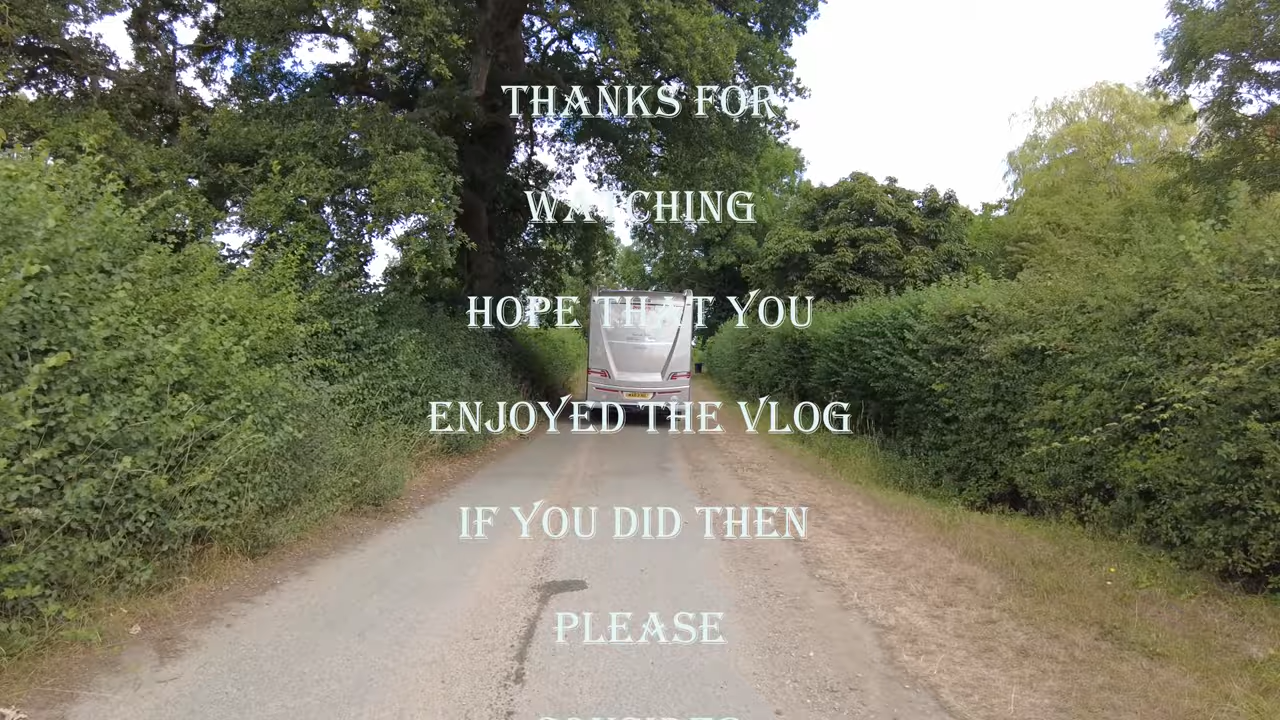 THANKS FOR
WATCHING
HOPE THAT YOU
ENJOYED THE VLOG
IF YOU DID THEN
PLEASE